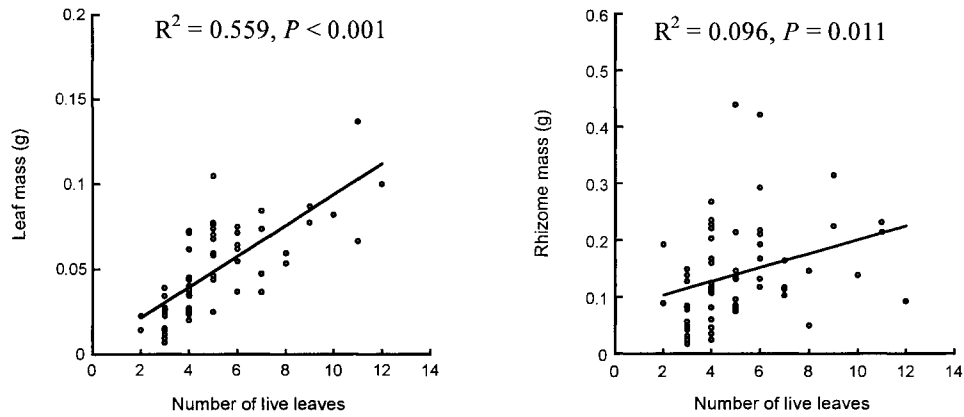 R² = 0.559, P < 0.001
0.2
0.15
0.1
0.05
0
Leaf mass (g)
0 2 4 6 8 10 12 14
Number of live leaves
R² = 0.096, P = 0.011
0.6
0.5
0.4
0.3
0.2
0.1
0.0
Rhizome mass (g)
0 2 4 6 8 10 12 14
Number of live leaves